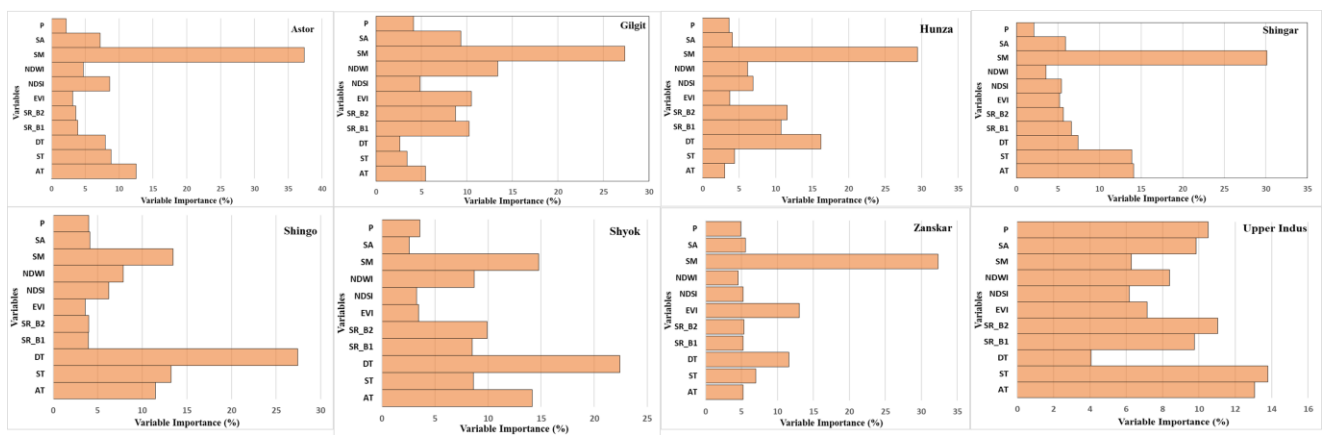 Astor
Variables
P
SA
SM
NDWI
NDSI
EVI
SR_B2
SR_B1
DT
ST
AT
0 5 10 15 20 25 30 35 40
Variable Importance (%)
Gilgit
Variables
P
SA
SM
NDWI
NDSI
EVI
SR_B2
SR_B1
DT
ST
AT
0 5 10 15 20 25 30
Variable Importance (%)
Hunza
Variables
P
SA
SM
NDWI
NDSI
EVI
SR_B2
SR_B1
DT
ST
AT
0 5 10 15 20 25 30 35
Variable Imporatnce (%)
Shingar
Variables
P
SA
SM
NDWI
NDSI
EVI
SR_B2
SR_B1
DT
ST
AT
0 5 10 15 20 25 30 35
Variable Importance (%)
Shingo
Variables
P
SA
SM
NDWI
NDSI
EVI
SR_B2
SR_B1
DT
ST
AT
0 5 10 15 20 25 30
Variable Importance (%)
Shyok
Variables
P
SA
SM
NDWI
NDSI
EVI
SR_B2
SR_B1
DT
ST
AT
0 5 10 15 20 25
Variable Importance (%)
Zanskar
Variables
P
SA
SM
NDWI
NDSI
EVI
SR_B2
SR_B1
DT
ST
AT
0 5 10 15 20 25 30 35
Variable Importance (%)
Upper Indus
Variables
P
SA
SM
NDWI
NDSI
EVI
SR_B2
SR_B1
DT
ST
AT
0 2 4 6 8 10 12 14 16
Variable Importance (%)